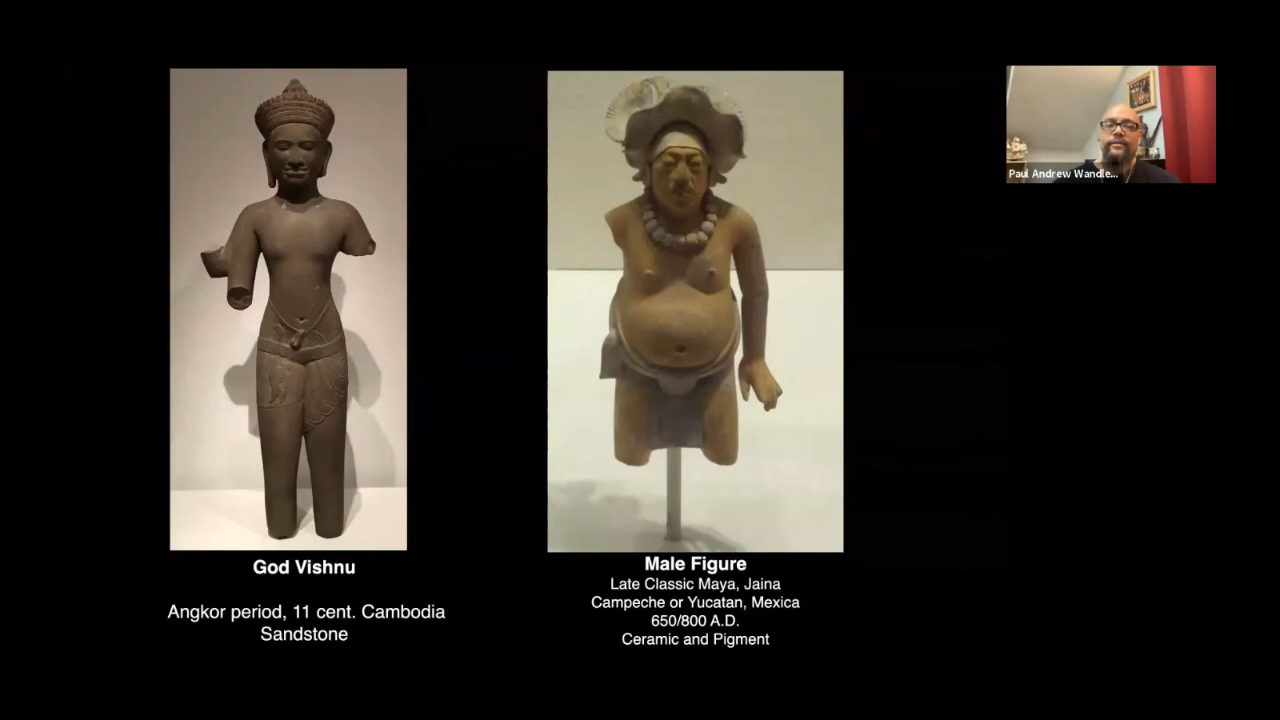 God Vishnu
Angkor period, 11 cent. Cambodia
Sandstone
Male Figure
Late Classic Maya, Jaina
Campeche or Yucatan, Mexica
650/800 A.D.
Ceramic and Pigment
Paul Andrew Wandle...